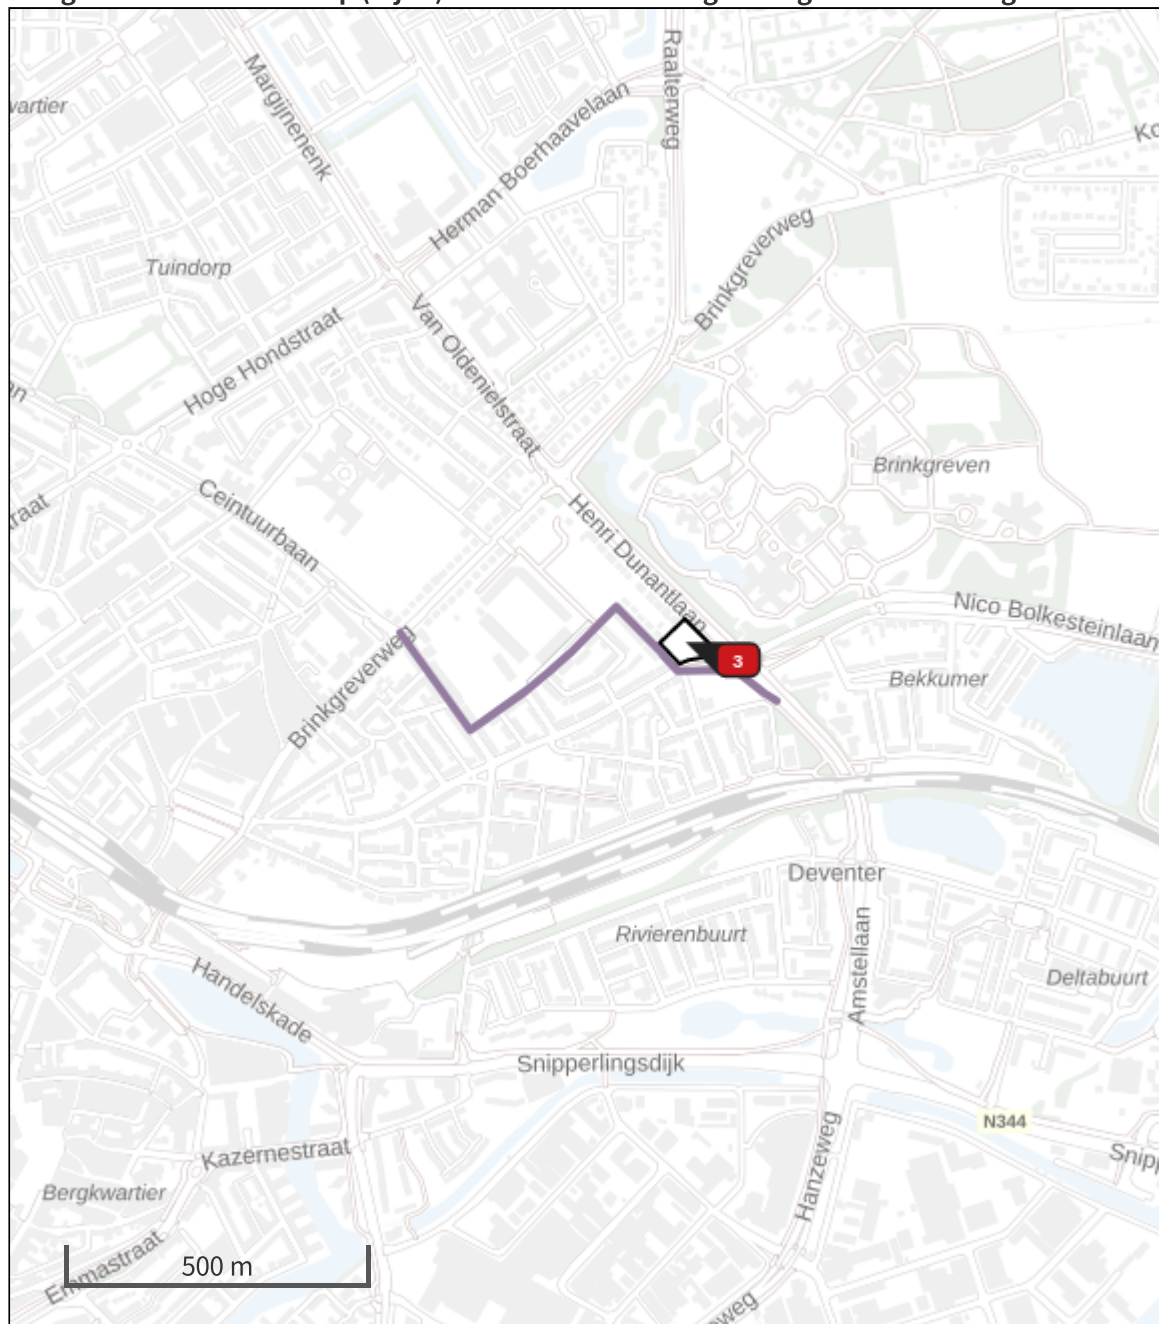 Raalterweg
Margijnenenk
Herman Boerhaavelaan
Brinkgreverweg
Tuindorp
Hoge Hondstraat
Van Oldenielstraat
Brinkgreven
Ceintuurbaan
Henri Dunantlaan
Nico Bolkesteinlaan
3
Bekkumer
Brinkgreverweg
Deventer
Rivierenbuurt
Amstellaan
Deltabuurt
Handelskade
Snipperlingsdijk
N344
Kazernestraat
Hanzeweg
Bergkwartier
Emmastraat
500 m